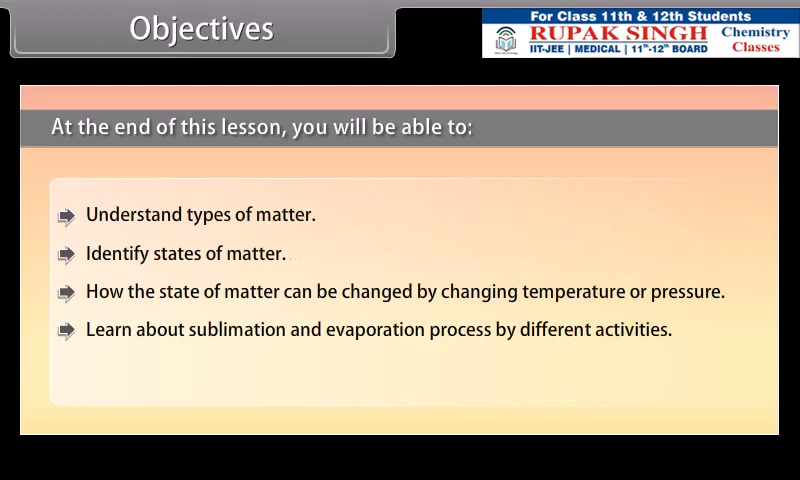 Objectives
For Class 11th & 12th Students
RUPAK SINGH
IIT-JEE | MEDICAL | 11th-12th BOARD
Chemistry
Classes
At the end of this lesson, you will be able to:
Understand types of matter.
Identify states of matter.
How the state of matter can be changed by changing temperature or pressure.
Learn about sublimation and evaporation process by different activities.